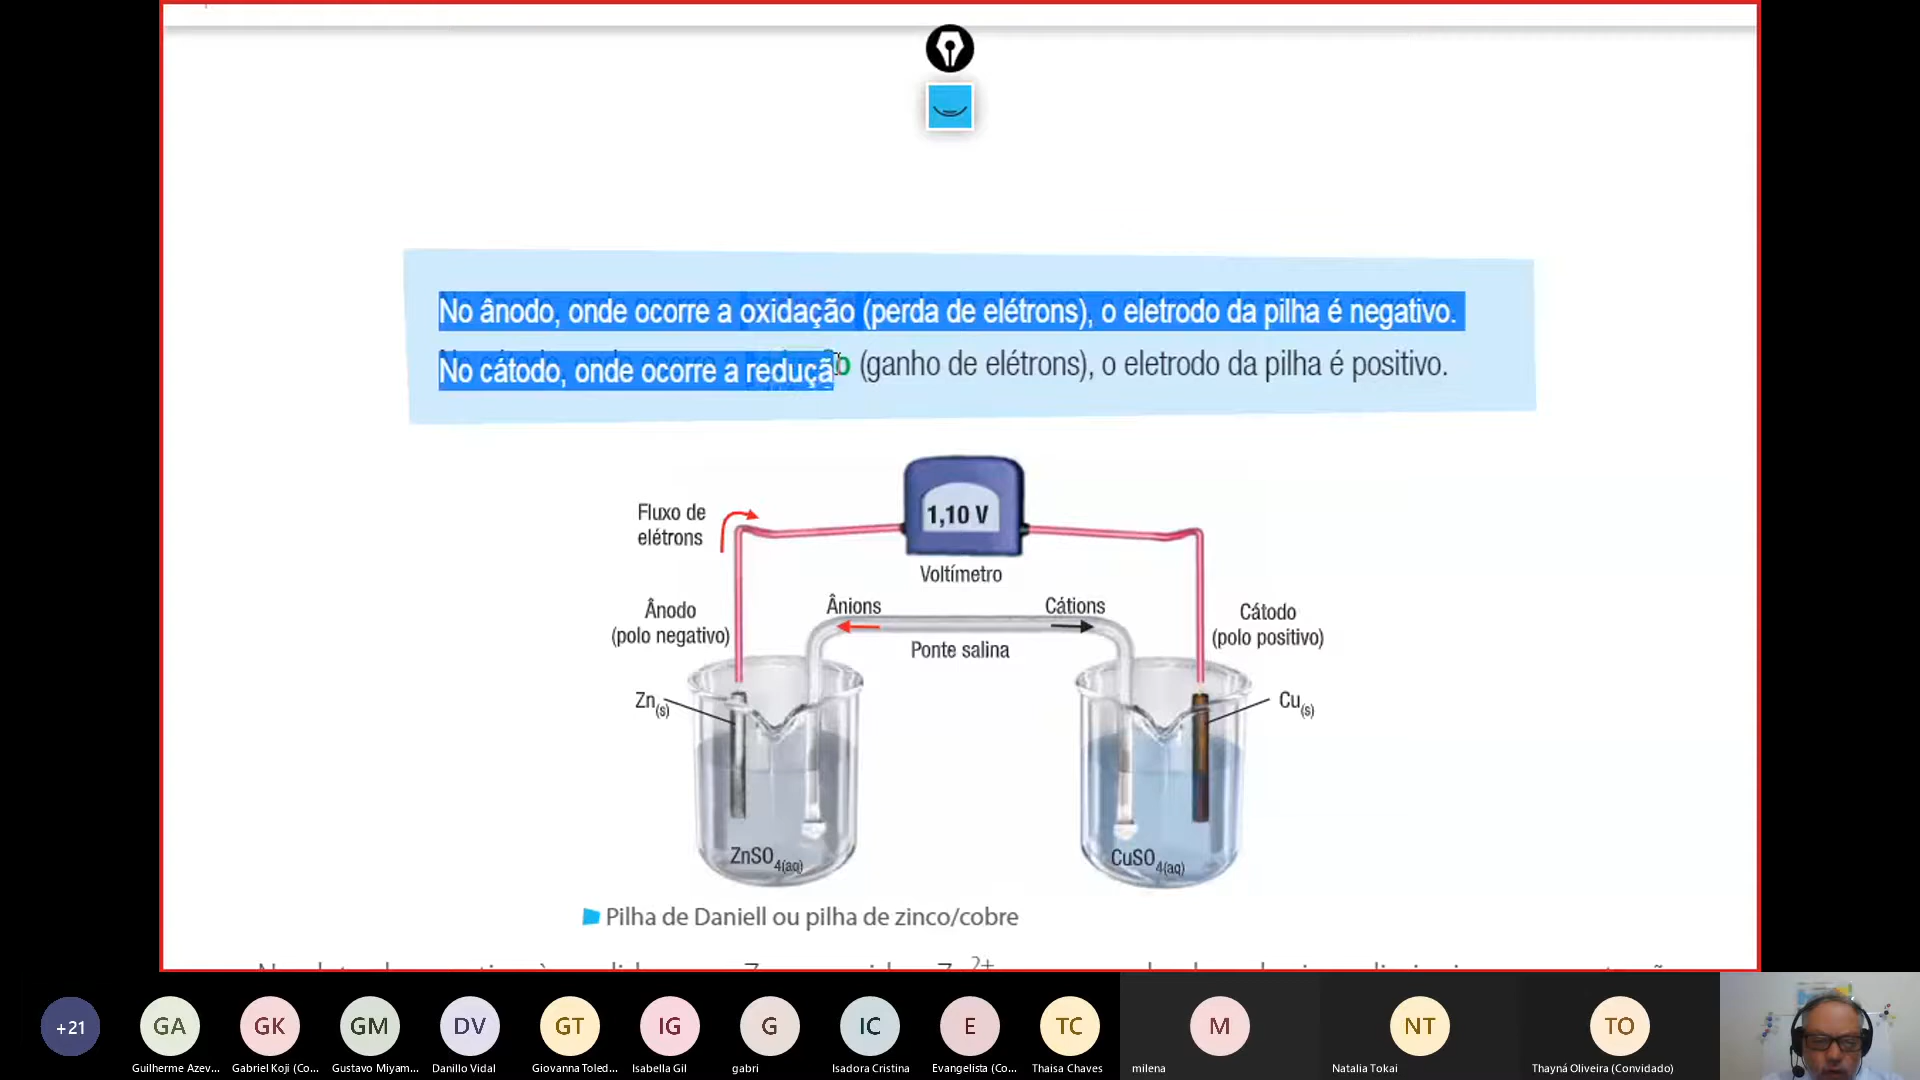 No ânodo, onde ocorre a oxidação (perda de elétrons), o eletrodo da pilha é negativo.
No cátodo, onde ocorre a redução (ganho de elétrons), o eletrodo da pilha é positivo.
Fluxo de
elétrons
1,10 V
Voltímetro
Ânodo
(polo negativo)
Ânions
Cátions
Ponte salina
Cátodo
(polo positivo)
Zn(s)
Cu(s)
ZnSO4(aq)
CuSO4(aq)
Pilha de Daniell ou pilha de zinco/cobre
+21
GA
GK
GM
DV
GT
IG
G
IC
E
TC
M
NT
TO
Guilherme Azev...
Gabriel Koji (Co...
Gustavo Miyam...
Danillo Vidal
Giovanna Toled...
Isabella Gil
gabri
Isadora Cristina
Evangelista (Co...
Thaisa Chaves
milena
Natalia Tokai
Thayná Oliveira (Convidado)